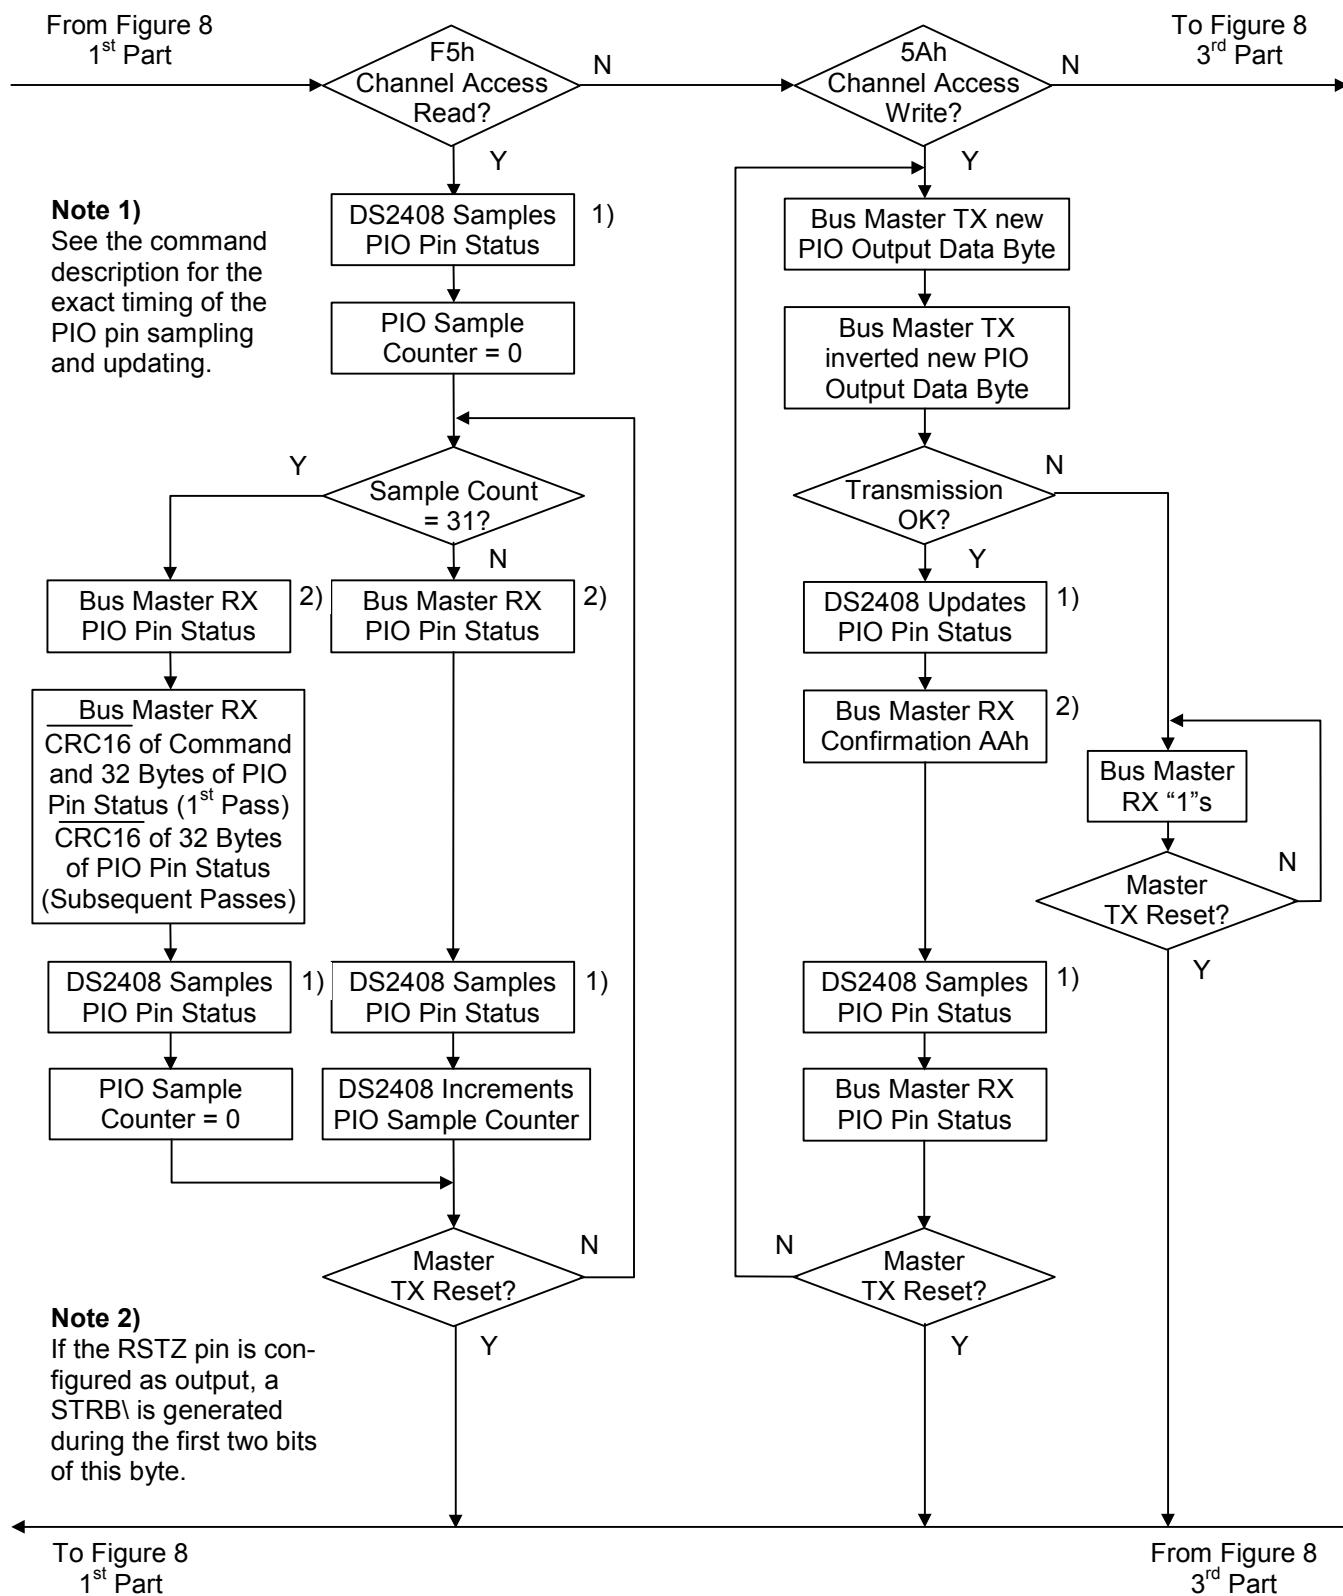 From Figure 8
1st Part
To Figure 8
3rd Part
F5h
Channel Access
Read?
N
Y
5Ah
Channel Access
Write?
N
Y
Note 1)
See the command
description for the
exact timing of the
PIO pin sampling
and updating.
DS2408 Samples
PIO Pin Status
1)
PIO Sample
Counter = 0
Y
Sample Count
= 31?
N
Bus Master RX
PIO Pin Status
2)
Bus Master RX
PIO Pin Status
2)
Bus Master RX
CRC16 of Command
and 32 Bytes of PIO
Pin Status (1st Pass)
CRC16 of 32 Bytes
of PIO Pin Status
(Subsequent Passes)
DS2408 Samples
PIO Pin Status
1)
DS2408 Samples
PIO Pin Status
1)
PIO Sample
Counter = 0
DS2408 Increments
PIO Sample Counter
Master
TX Reset?
N
Y
Bus Master TX new
PIO Output Data Byte
Bus Master TX
inverted new PIO
Output Data Byte
Transmission
OK?
N
Y
DS2408 Updates
PIO Pin Status
1)
Bus Master RX
Confirmation AAh
2)
Bus Master
RX “1”s
Master
TX Reset?
N
Y
DS2408 Samples
PIO Pin Status
1)
Bus Master RX
PIO Pin Status
N
Master
TX Reset?
Y
Note 2)
If the RSTZ pin is con-
figured as output, a
STRB\ is generated
during the first two bits
of this byte.
To Figure 8
1st Part
From Figure 8
3rd Part